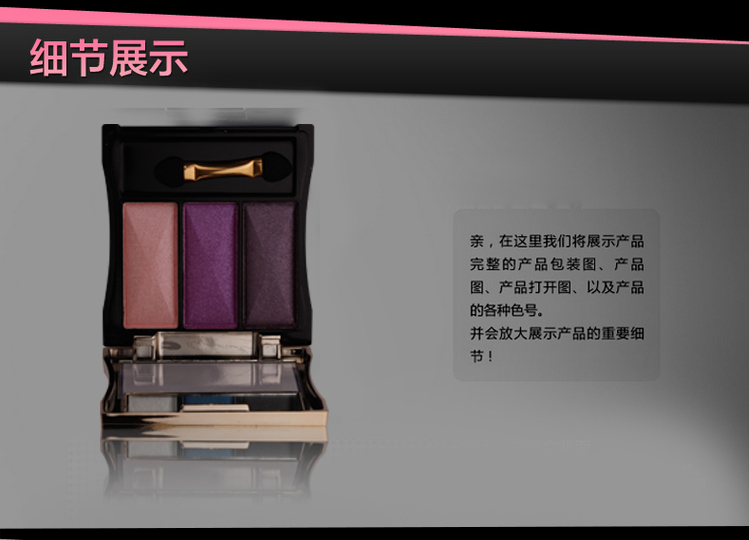 细节展示
亲，在这里我们将展示产品
完整的产品包装图、产品
图、产品打开图、以及产品
的各种色号。
并会放大展示产品的重要细
节！